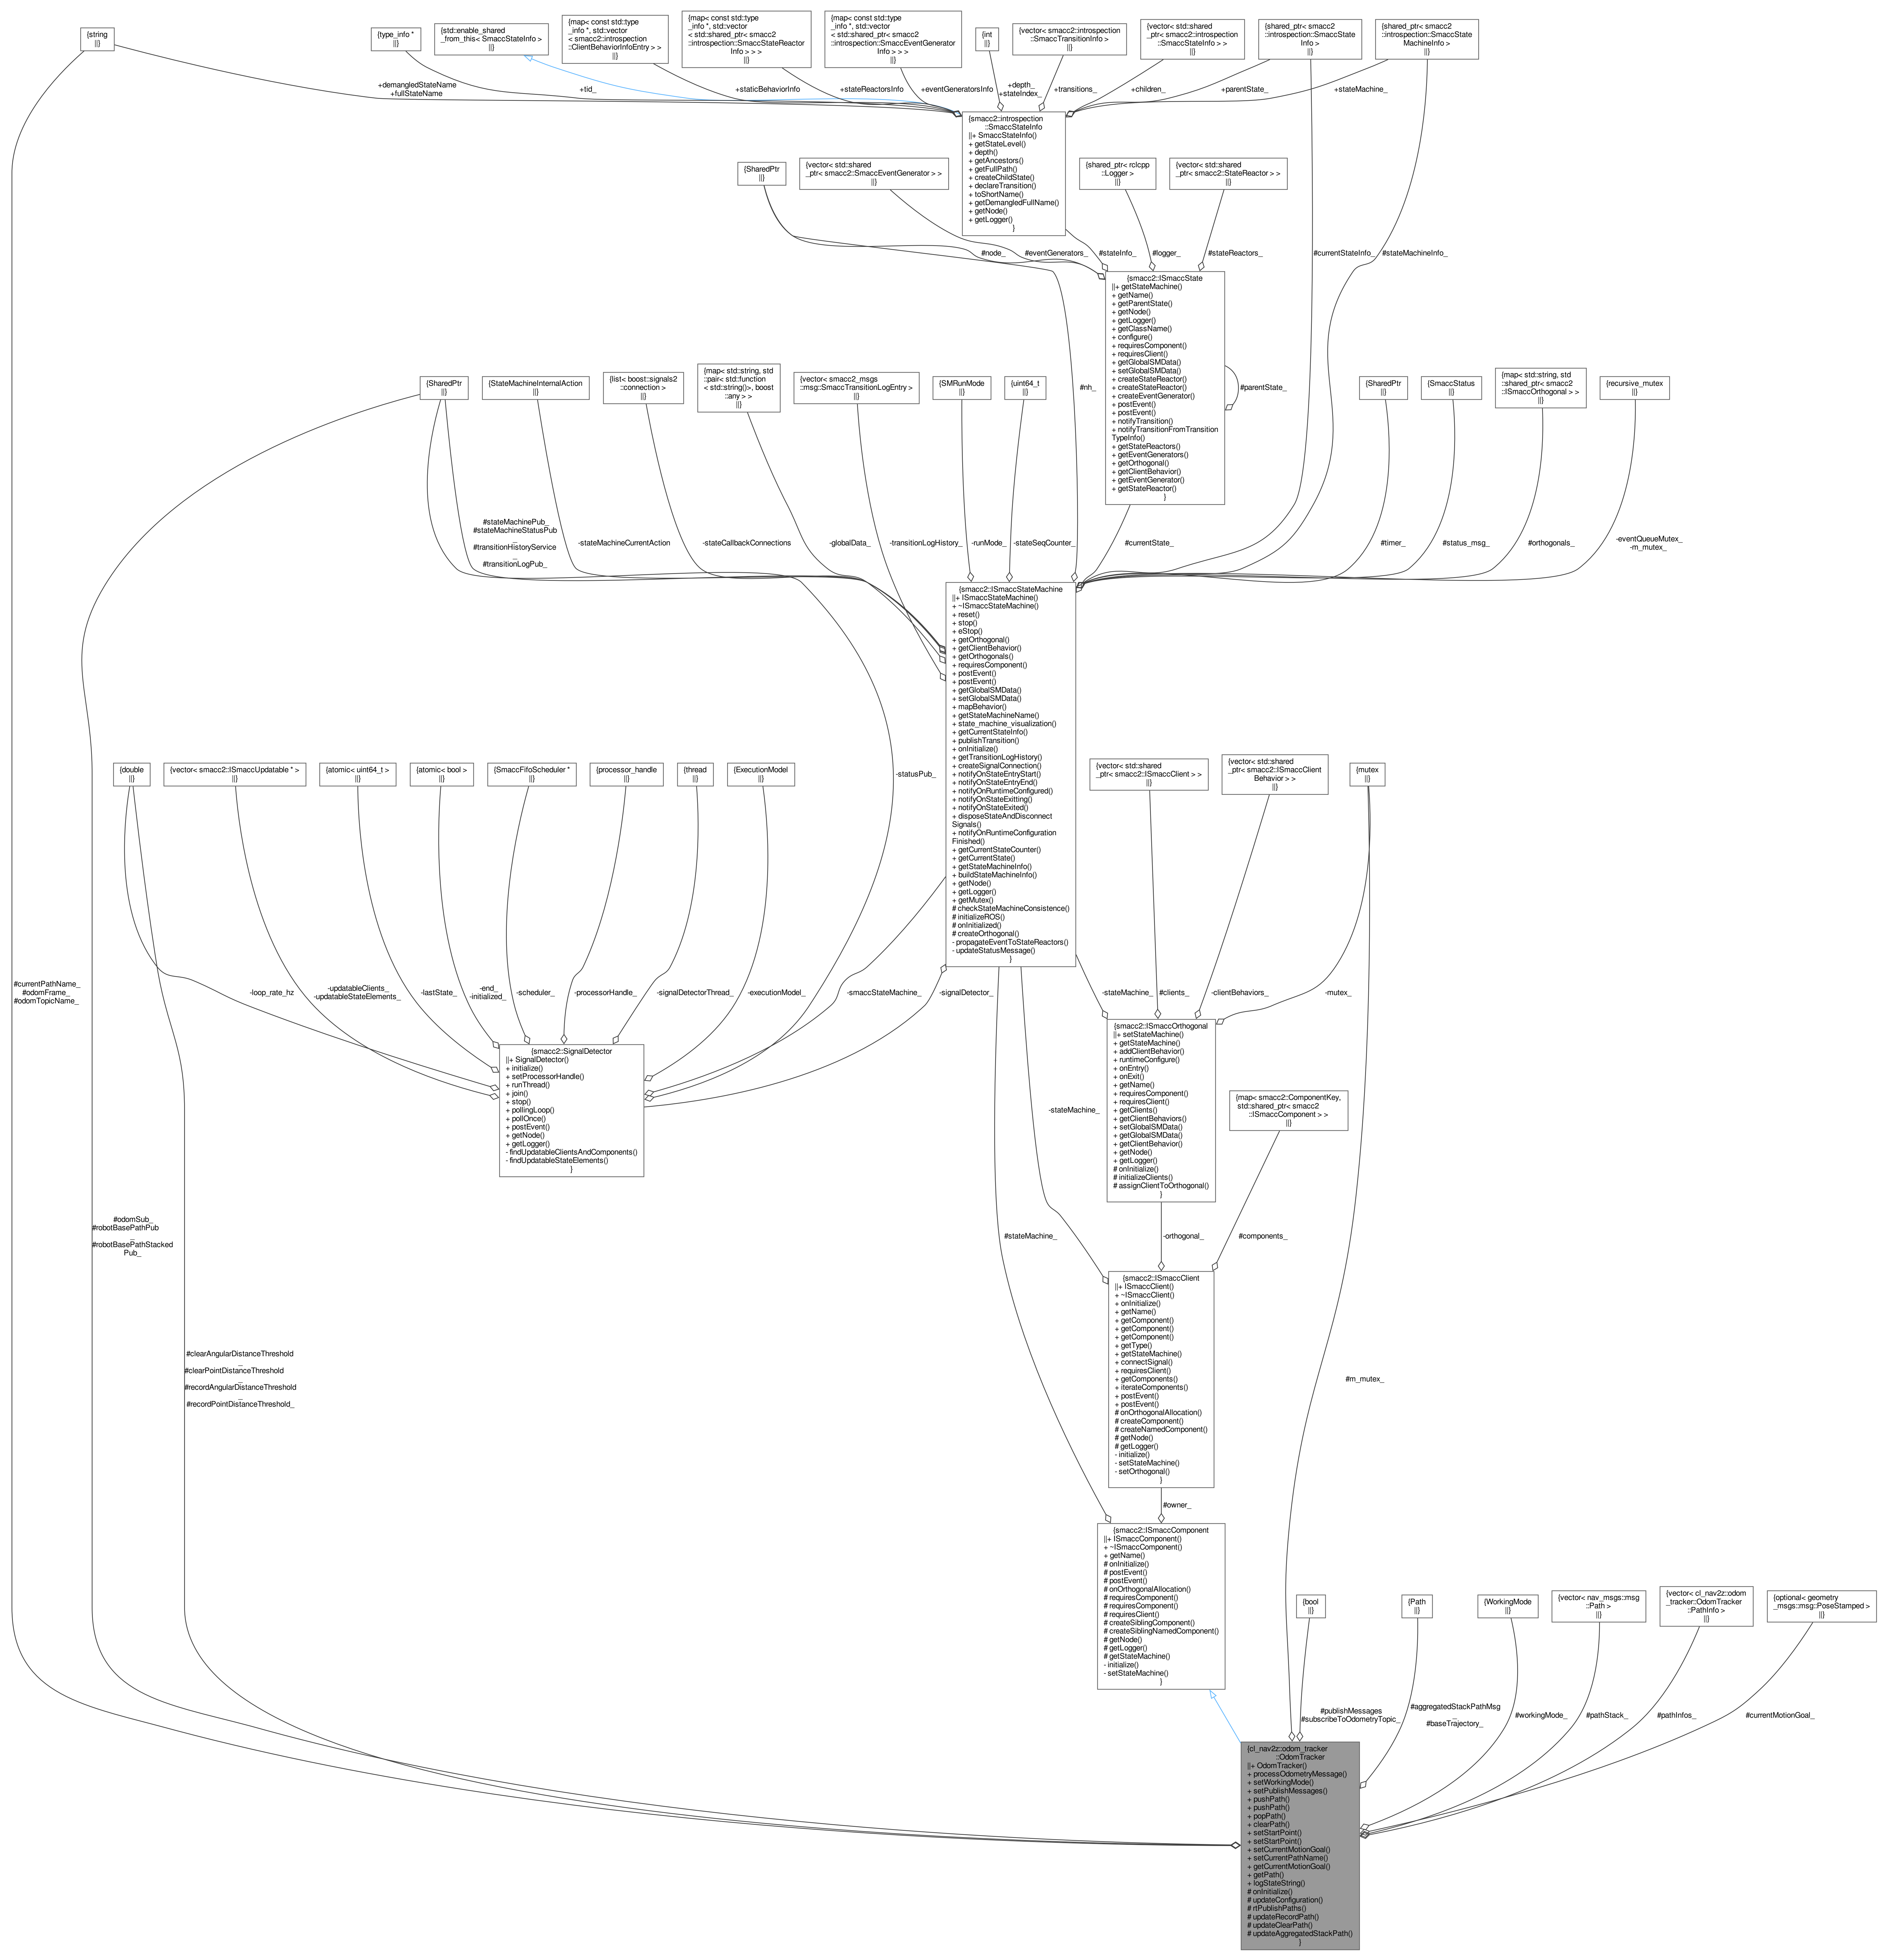 {string
||}
{type_info *
||}
{std::enable_shared
_from_this< SmaccStateInfo >
||}
{map< const std::type
_info *, std::vector
< smacc2::introspection
::ClientBehaviorInfoEntry > >
||}
{map< const std::type
_info *, std::vector
< std::shared_ptr< smacc2
::introspection::SmaccStateReactor
Info > > >
||}
{map< const std::type
_info *, std::vector
< std::shared_ptr< smacc2
::introspection::SmaccEventGenerator
Info > > >
||}
{int
||}
{vector< smacc2::introspection
::SmaccTransitionInfo >
||}
{vector< std::shared
_ptr< smacc2::introspection
::SmaccStateInfo > >
||}
{shared_ptr< smacc2
::introspection::SmaccState
Info >
||}
{shared_ptr< smacc2
::introspection::SmaccState
MachineInfo >
||}
+demangledStateName
+fullStateName
+tid_
+staticBehaviorInfo
+stateReactorsInfo
+eventGeneratorsInfo
+depth_
+stateIndex_
+transitions_
+children_
+parentState_
+stateMachine_
{smacc2::introspection
::SmaccStateInfo
||+ SmaccStateInfo()
+ getStateLevel()
+ depth()
+ getAncestors()
+ getFullPath()
+ createChildState()
+ declareTransition()
+ toShortName()
+ getDemangledFullName()
+ getNode()
+ getLogger()
}
{SharedPtr
||}
{vector< std::shared
_ptr< smacc2::SmaccEventGenerator > >
||}
{shared_ptr< rclcpp
::Logger >
||}
{vector< std::shared
_ptr< smacc2::StateReactor > >
||}
#node_
#eventGenerators_
#stateInfo_
#logger_
#stateReactors_
#currentStateInfo_
#stateMachineInfo_
{smacc2::ISmaccState
||+ getStateMachine()
+ getName()
+ getParentState()
+ getNode()
+ getLogger()
+ getClassName()
+ configure()
+ requiresComponent()
+ requiresClient()
+ getGlobalSMData()
+ setGlobalSMData()
+ createStateReactor()
+ createStateReactor()
+ createEventGenerator()
+ postEvent()
+ postEvent()
+ notifyTransition()
+ notifyTransitionFromTransition
TypeInfo()
+ getStateReactors()
+ getEventGenerators()
+ getOrthogonal()
+ getClientBehavior()
+ getEventGenerator()
+ getStateReactor()
}
#parentState_
#nh_
{SharedPtr
||}
{StateMachineInternalAction
||}
{list< boost::signals2
::connection >
||}
{map< std::string, std
::pair< std::function
< std::string()>, boost
::any > >
||}
{vector< smacc2_msgs
::msg::SmaccTransitionLogEntry >
||}
{SMRunMode
||}
{uint64_t
||}
{SharedPtr
||}
{SmaccStatus
||}
{map< std::string, std
::shared_ptr< smacc2
::ISmaccOrthogonal > >
||}
{recursive_mutex
||}
#stateMachinePub_
#stateMachineStatusPub
_
#transitionHistoryService
_
#transitionLogPub_
-stateMachineCurrentAction
-stateCallbackConnections
-globalData_
-transitionLogHistory_
-runMode_
-stateSeqCounter_
#currentState_
#timer_
#status_msg_
#orthogonals_
-eventQueueMutex_
-m_mutex_
{smacc2::ISmaccStateMachine
||+ ISmaccStateMachine()
+ ~ISmaccStateMachine()
+ reset()
+ stop()
+ eStop()
+ getOrthogonal()
+ getClientBehavior()
+ getOrthogonals()
+ requiresComponent()
+ postEvent()
+ postEvent()
+ getGlobalSMData()
+ setGlobalSMData()
+ mapBehavior()
+ getStateMachineName()
+ state_machine_visualization()
+ getCurrentStateInfo()
+ publishTransition()
+ onInitialize()
+ getTransitionLogHistory()
+ createSignalConnection()
+ notifyOnStateEntryStart()
+ notifyOnStateEntryEnd()
+ notifyOnRuntimeConfigured()
+ notifyOnStateExitting()
+ notifyOnStateExited()
+ disposeStateAndDisconnect
Signals()
+ notifyOnRuntimeConfiguration
Finished()
+ getCurrentStateCounter()
+ getCurrentState()
+ getStateMachineInfo()
+ buildStateMachineInfo()
+ getNode()
+ getLogger()
+ getMutex()
# checkStateMachineConsistence()
# initializeROS()
# onInitialized()
# createOrthogonal()
- propagateEventToStateReactors()
- updateStatusMessage()
}
{double
||}
{vector< smacc2::ISmaccUpdatable * >
||}
{atomic< uint64_t >
||}
{atomic< bool >
||}
{SmaccFifoScheduler *
||}
{processor_handle
||}
{thread
||}
{ExecutionModel
||}
-statusPub_
{vector< std::shared
_ptr< smacc2::ISmaccClient > >
||}
{vector< std::shared
_ptr< smacc2::ISmaccClient
Behavior > >
||}
{mutex
||}
#currentPathName_
#odomFrame_
#odomTopicName_
-loop_rate_hz
-updatableClients_
-updatableStateElements_
-lastState_
-end_
-initialized_
-scheduler_
-processorHandle_
-signalDetectorThread_
-executionModel_
-smaccStateMachine_
-signalDetector_
-stateMachine_
#clients_
-clientBehaviors_
-mutex_
{smacc2::SignalDetector
||+ SignalDetector()
+ initialize()
+ setProcessorHandle()
+ runThread()
+ join()
+ stop()
+ pollingLoop()
+ pollOnce()
+ postEvent()
+ getNode()
+ getLogger()
- findUpdatableClientsAndComponents()
- findUpdatableStateElements()
}
{smacc2::ISmaccOrthogonal
||+ setStateMachine()
+ getStateMachine()
+ addClientBehavior()
+ runtimeConfigure()
+ onEntry()
+ onExit()
+ getName()
+ requiresComponent()
+ requiresClient()
+ getClients()
+ getClientBehaviors()
+ setGlobalSMData()
+ getGlobalSMData()
+ getClientBehavior()
+ getNode()
+ getLogger()
# onInitialize()
# initializeClients()
# assignClientToOrthogonal()
}
{map< smacc2::ComponentKey,
std::shared_ptr< smacc2
::ISmaccComponent > >
||}
-stateMachine_
#odomSub_
#robotBasePathPub
_
#robotBasePathStacked
Pub_
#stateMachine_
-orthogonal_
#components_
{smacc2::ISmaccClient
||+ ISmaccClient()
+ ~ISmaccClient()
+ onInitialize()
+ getName()
+ getComponent()
+ getComponent()
+ getComponent()
+ getType()
+ getStateMachine()
+ connectSignal()
+ requiresClient()
+ getComponents()
+ iterateComponents()
+ postEvent()
+ postEvent()
# onOrthogonalAllocation()
# createComponent()
# createNamedComponent()
# getNode()
# getLogger()
- initialize()
- setStateMachine()
- setOrthogonal()
}
#clearAngularDistanceThreshold
_
#clearPointDistanceThreshold
_
#recordAngularDistanceThreshold
_
#recordPointDistanceThreshold_
#m_mutex_
#owner_
{smacc2::ISmaccComponent
||+ ISmaccComponent()
+ ~ISmaccComponent()
+ getName()
# onInitialize()
# postEvent()
# postEvent()
# onOrthogonalAllocation()
# requiresComponent()
# requiresComponent()
# requiresClient()
# createSiblingComponent()
# createSiblingNamedComponent()
# getNode()
# getLogger()
# getStateMachine()
- initialize()
- setStateMachine()
}
{bool
||}
{Path
||}
{WorkingMode
||}
{vector< nav_msgs::msg
::Path >
||}
{vector< cl_nav2z::odom
_tracker::OdomTracker
::PathInfo >
||}
{optional< geometry
_msgs::msg::PoseStamped >
||}
#publishMessages
#subscribeToOdometryTopic_
#aggregatedStackPathMsg
_
#baseTrajectory_
#workingMode_
#pathStack_
#pathInfos_
#currentMotionGoal_
{cl_nav2z::odom_tracker
::OdomTracker
||+ OdomTracker()
+ processOdometryMessage()
+ setWorkingMode()
+ setPublishMessages()
+ pushPath()
+ pushPath()
+ popPath()
+ clearPath()
+ setStartPoint()
+ setStartPoint()
+ setCurrentMotionGoal()
+ setCurrentPathName()
+ getCurrentMotionGoal()
+ getPath()
+ logStateString()
# onInitialize()
# updateConfiguration()
# rtPublishPaths()
# updateRecordPath()
# updateClearPath()
# updateAggregatedStackPath()
}